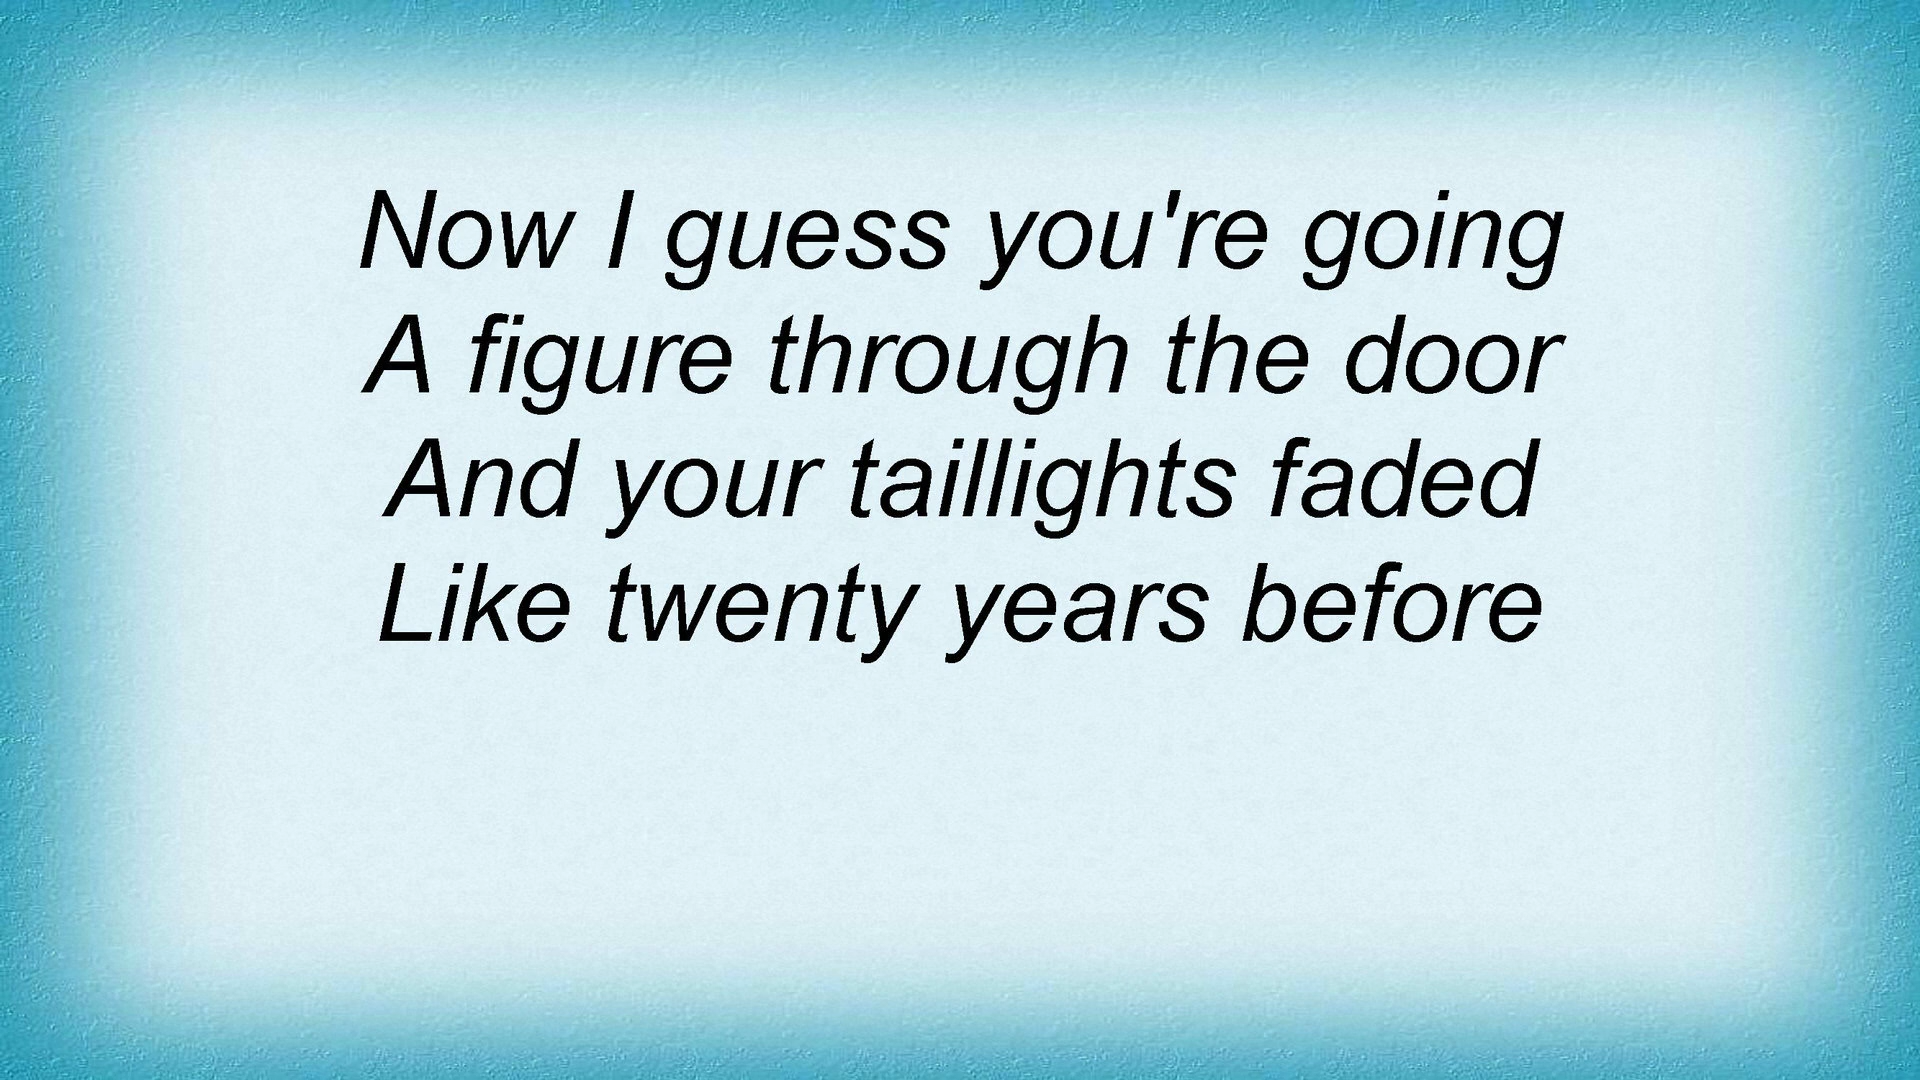 Now I guess you're going
A figure through the door
And your taillights faded
Like twenty years before